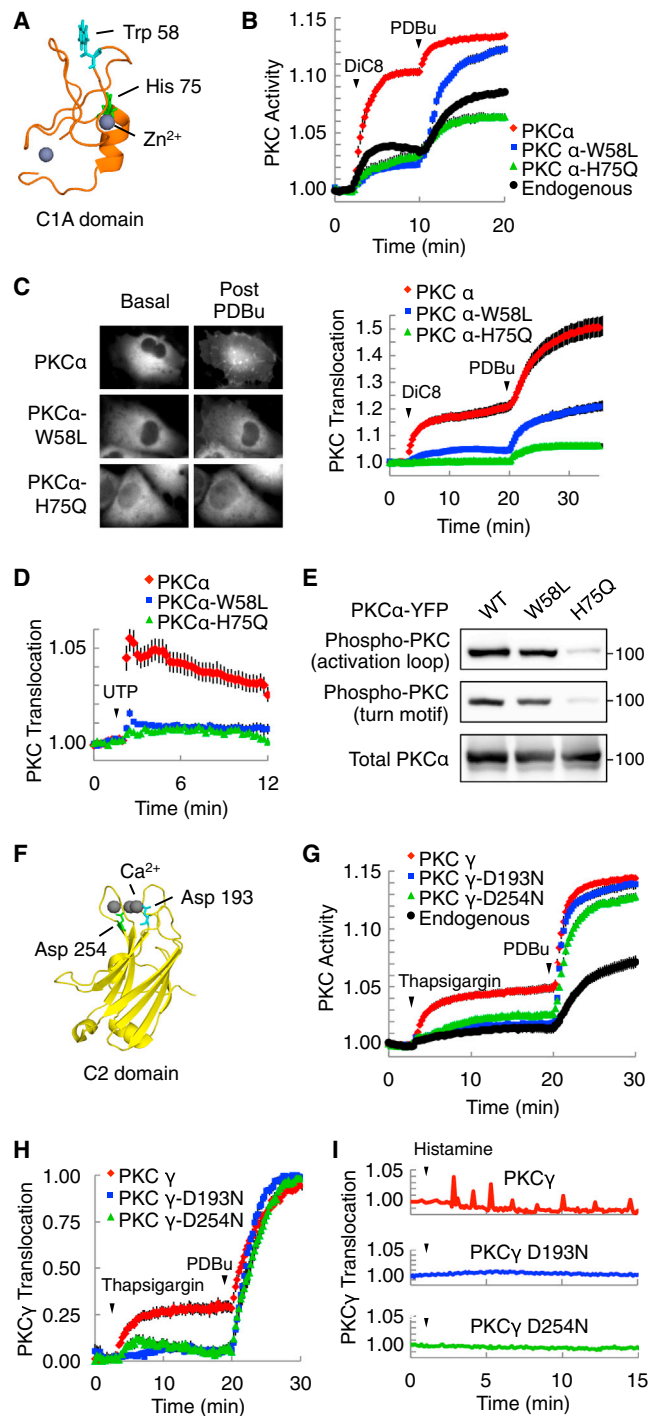 A
Trp 58
His 75
Zn2+
C1A domain
B
PKC Activity
1.15
1.10
1.05
1.00
DiC8
PDBu
PKCα
PKC α-W58L
PKC α-H75Q
Endogenous
0 5 10 15 20
Time (min)
C
Basal
Post PDBu
PKCα
PKCα-W58L
PKCα-H75Q
PKC α
PKC α-W58L
PKC α-H75Q
PKC Translocation
1.5
1.4
1.3
1.2
1.1
1.0
DiC8
PDBu
0 10 20 30
Time (min)
D
PKCα
PKCα-W58L
PKCα-H75Q
PKC Translocation
1.05
1.00
UTP
0 6 12
Time (min)
E
PKCα-YFP
WT W58L H75Q
Phospho-PKC (activation loop)
100
Phospho-PKC (turn motif)
100
Total PKCα
100
F
Ca2+
Asp 193
Asp 254
C2 domain
G
PKC γ
PKC γ-D193N
PKC γ-D254N
Endogenous
PKC Activity
1.15
1.10
1.05
1.00
Thapsigargin
PDBu
0 10 20 30
Time (min)
H
PKC γ
PKC γ-D193N
PKC γ-D254N
PKCγ Translocation
1.00
0.75
0.50
0.25
0.00
Thapsigargin
PDBu
0 10 20 30
Time (min)
I
Histamine
PKCγ Translocation
1.05
1.00
PKCγ
1.05
1.00
PKCγ D193N
1.05
1.00
PKCγ D254N
0 5 10 15
Time (min)